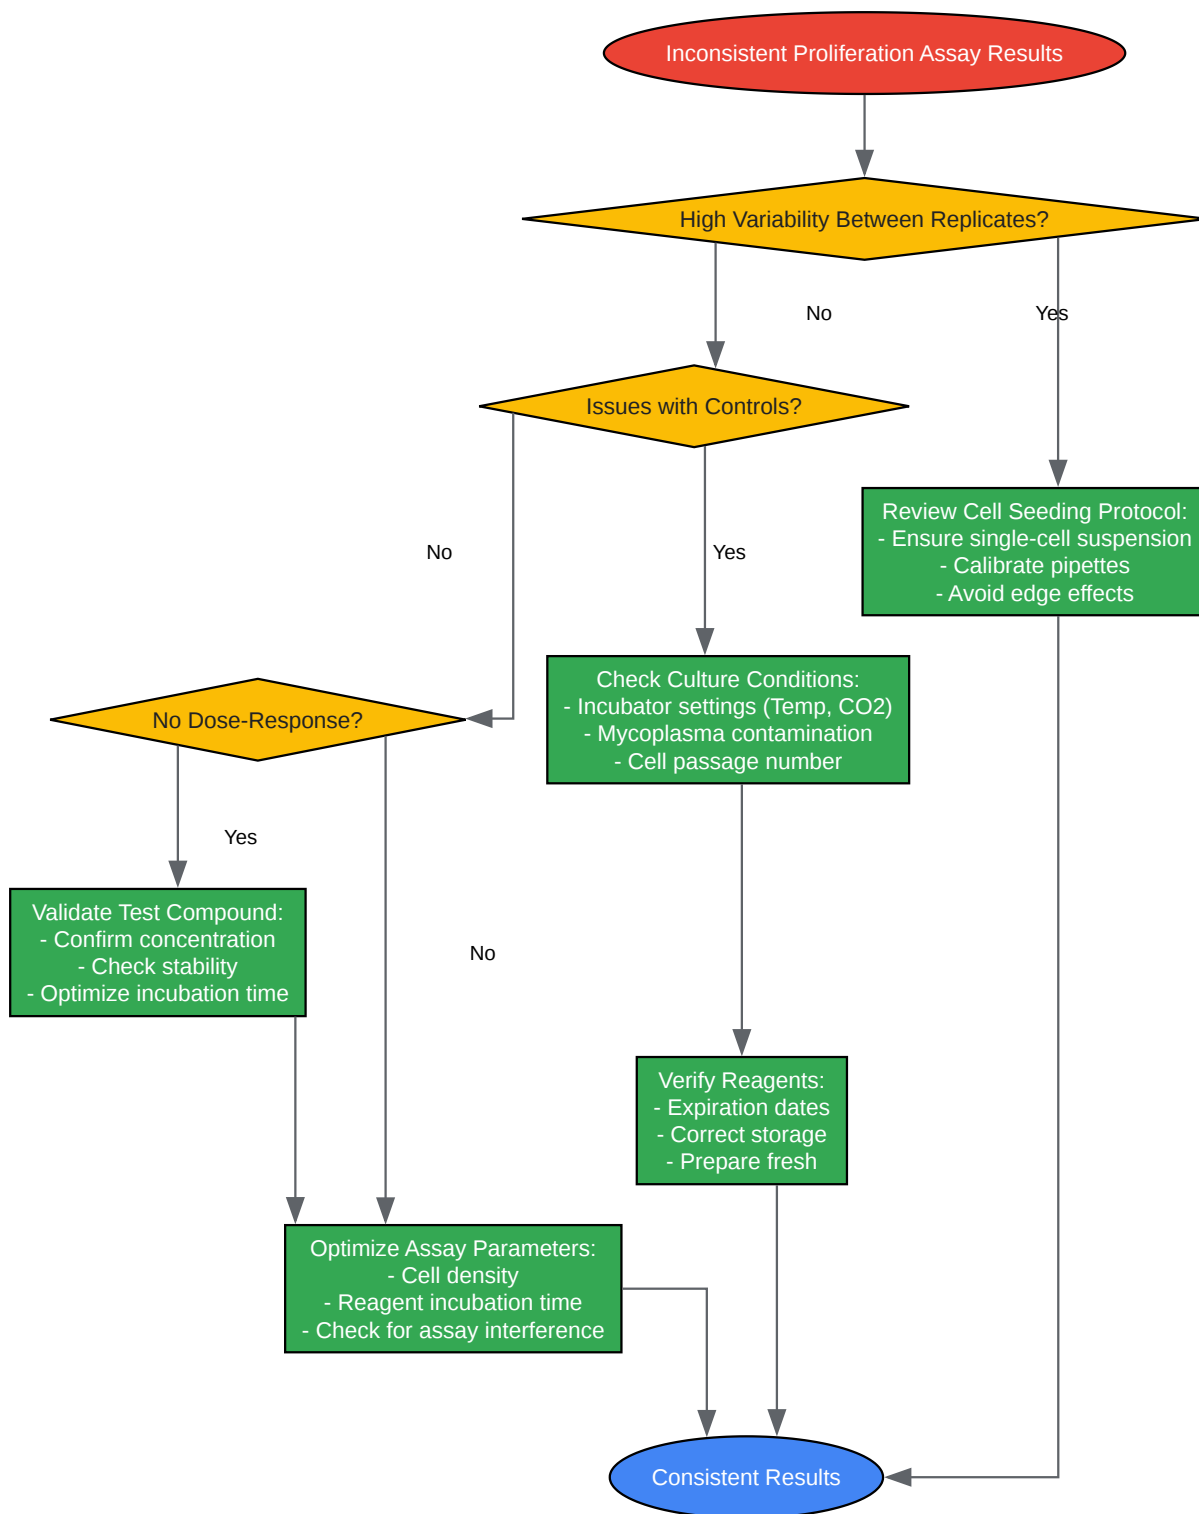 Inconsistent Proliferation Assay Results
High Variability Between Replicates?
No
Yes
Issues with Controls?
Review Cell Seeding Protocol:
- Ensure single-cell suspension
- Calibrate pipettes
- Avoid edge effects
No
Yes
Check Culture Conditions:
- Incubator settings (Temp, CO2)
- Mycoplasma contamination
- Cell passage number
No Dose-Response?
Yes
Validate Test Compound:
- Confirm concentration
- Check stability
- Optimize incubation time
No
Verify Reagents:
- Expiration dates
- Correct storage
- Prepare fresh
Optimize Assay Parameters:
- Cell density
- Reagent incubation time
- Check for assay interference
Consistent Results